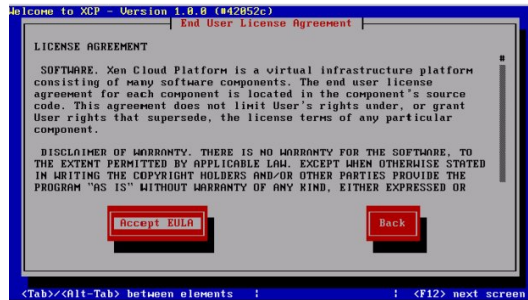 Welcome to XCP - Version 1.0.0 (#42052c)
End User License Agreement
LICENSE AGREEMENT
SOFTWARE. Xen Cloud Platform is a virtual infrastructure platform
consisting of many software components. The end user license
agreement for each component is located in the component's source
code. This agreement does not limit User's rights under, or grant
User rights that supersede, the license terms of any particular
component.
DISCLAIMER OF WARRANTY. THERE IS NO WARRANTY FOR THE SOFTWARE, TO
THE EXTENT PERMITTED BY APPLICABLE LAW. EXCEPT WHEN OTHERWISE STATED
IN WRITING THE COPYRIGHT HOLDERS AND/OR OTHER PARTIES PROVIDE THE
PROGRAM "AS IS" WITHOUT WARRANTY OF ANY KIND, EITHER EXPRESSED OR
Accept EULA
Back
<Tab>/<Alt-Tab> between elements | | <F12> next screen